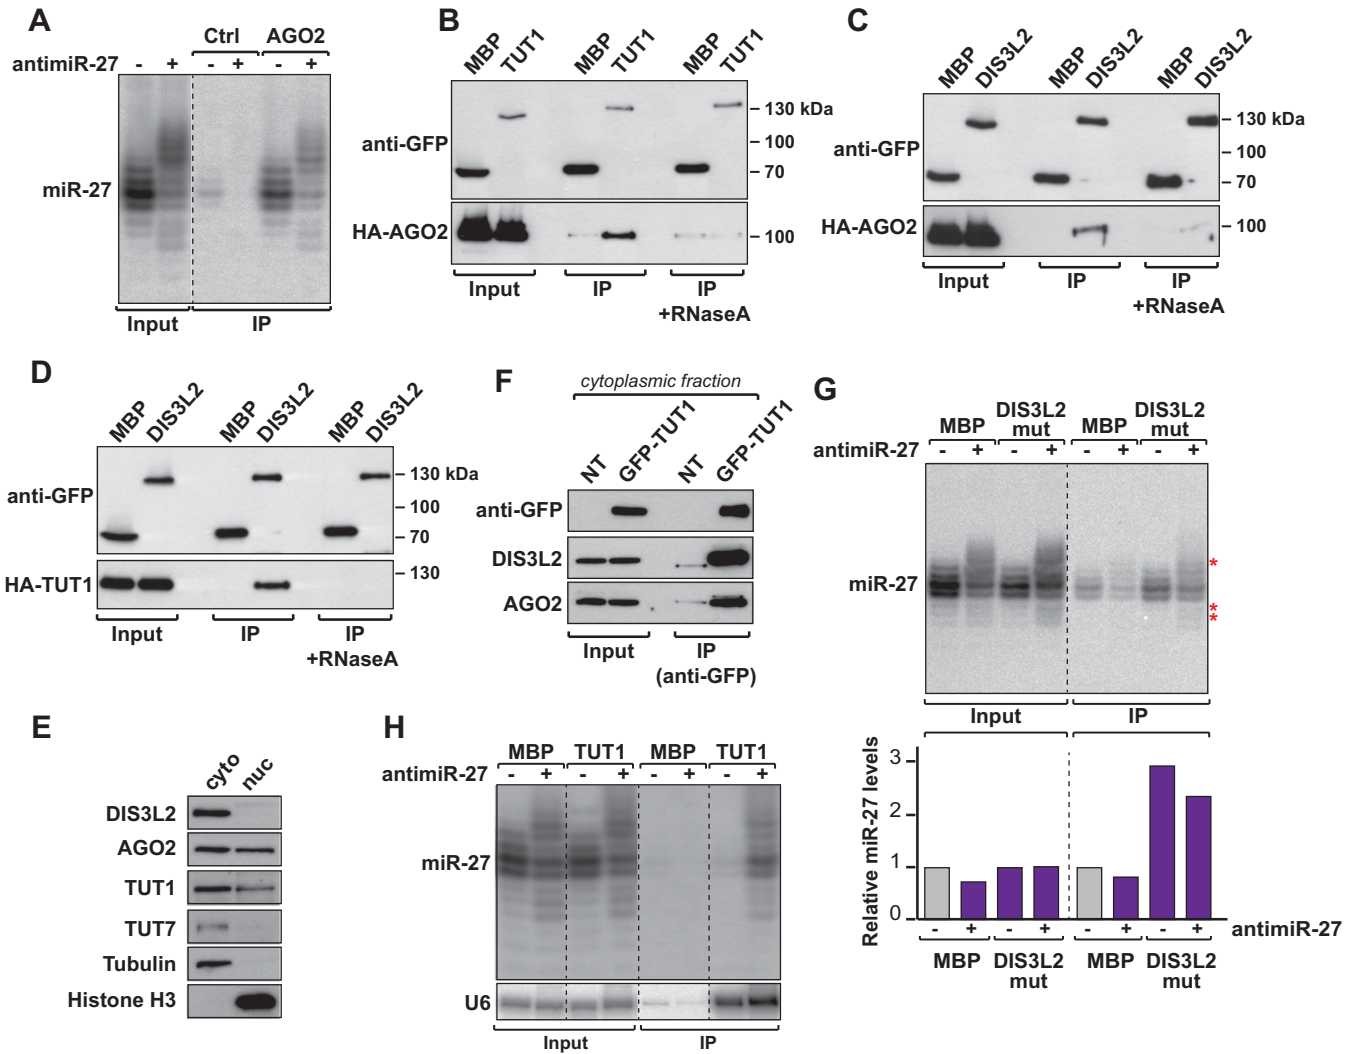 A
Ctrl AGO2
antimiR-27 - + - + - +
miR-27
Input IP
B
MBP TUT1 MBP TUT1 MBP TUT1
anti-GFP
130 kDa
100
70
HA-AGO2
100
Input IP IP
+RNaseA
C
MBP DIS3L2 MBP DIS3L2 MBP DIS3L2
anti-GFP
130 kDa
100
70
HA-AGO2
100
Input IP IP
+RNaseA
D
MBP DIS3L2 MBP DIS3L2 MBP DIS3L2
anti-GFP
130 kDa
100
70
HA-TUT1
130
Input IP IP
+RNaseA
E
cyto nuc
DIS3L2
AGO2
TUT1
TUT7
Tubulin
Histone H3
F
cytoplasmic fraction
NT GFP-TUT1 NT GFP-TUT1
anti-GFP
DIS3L2
AGO2
Input IP
(anti-GFP)
G
MBP DIS3L2 mut MBP DIS3L2 mut
antimiR-27 - + - + - + - +
miR-27
*
*
*
Input IP
Relative miR-27 levels
3
2
1
0
- + - + - + - + antimiR-27
MBP DIS3L2 mut MBP DIS3L2 mut
H
MBP TUT1 MBP TUT1
antimiR-27 - + - + - + - +
miR-27
U6
Input IP